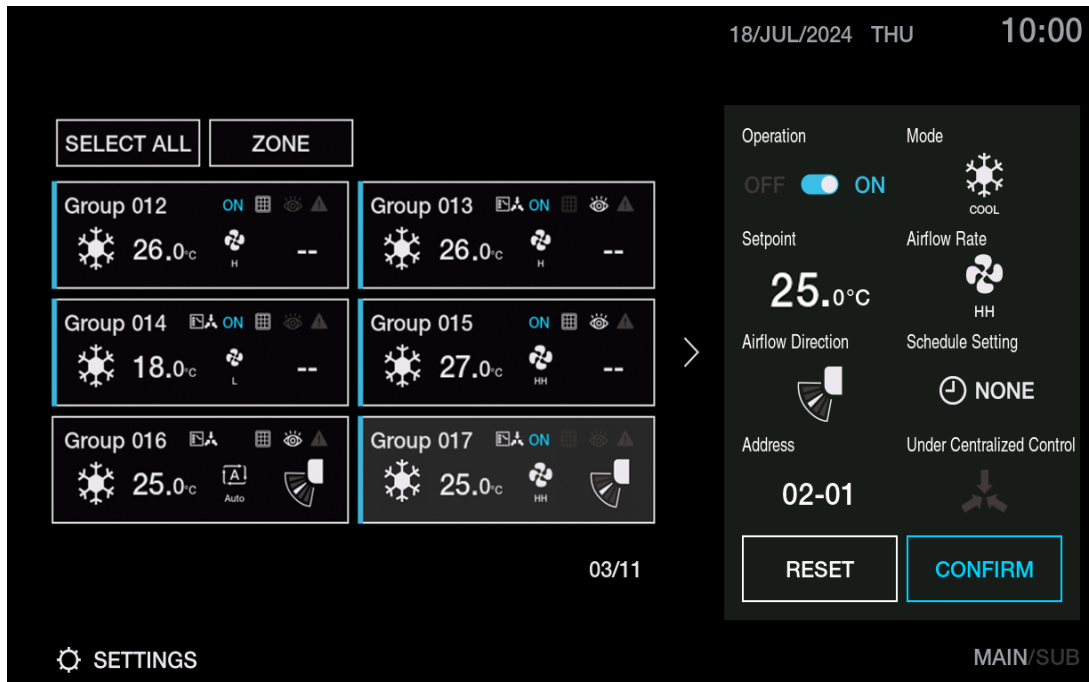 18/JUL/2024 THU 10:00
SELECT ALL ZONE
Group 012 ON
26.0°C H --
Group 013 ON
26.0°C H --
Group 014 ON
18.0°C L --
Group 015 ON
27.0°C HH --
Group 016
25.0°C A Auto
Group 017 ON
25.0°C HH
03/11
Operation Mode
OFF ON COOL
Setpoint Airflow Rate
25.0°C HH
Airflow Direction Schedule Setting
NONE
Address Under Centralized Control
02-01
RESET CONFIRM
SETTINGS MAIN/SUB